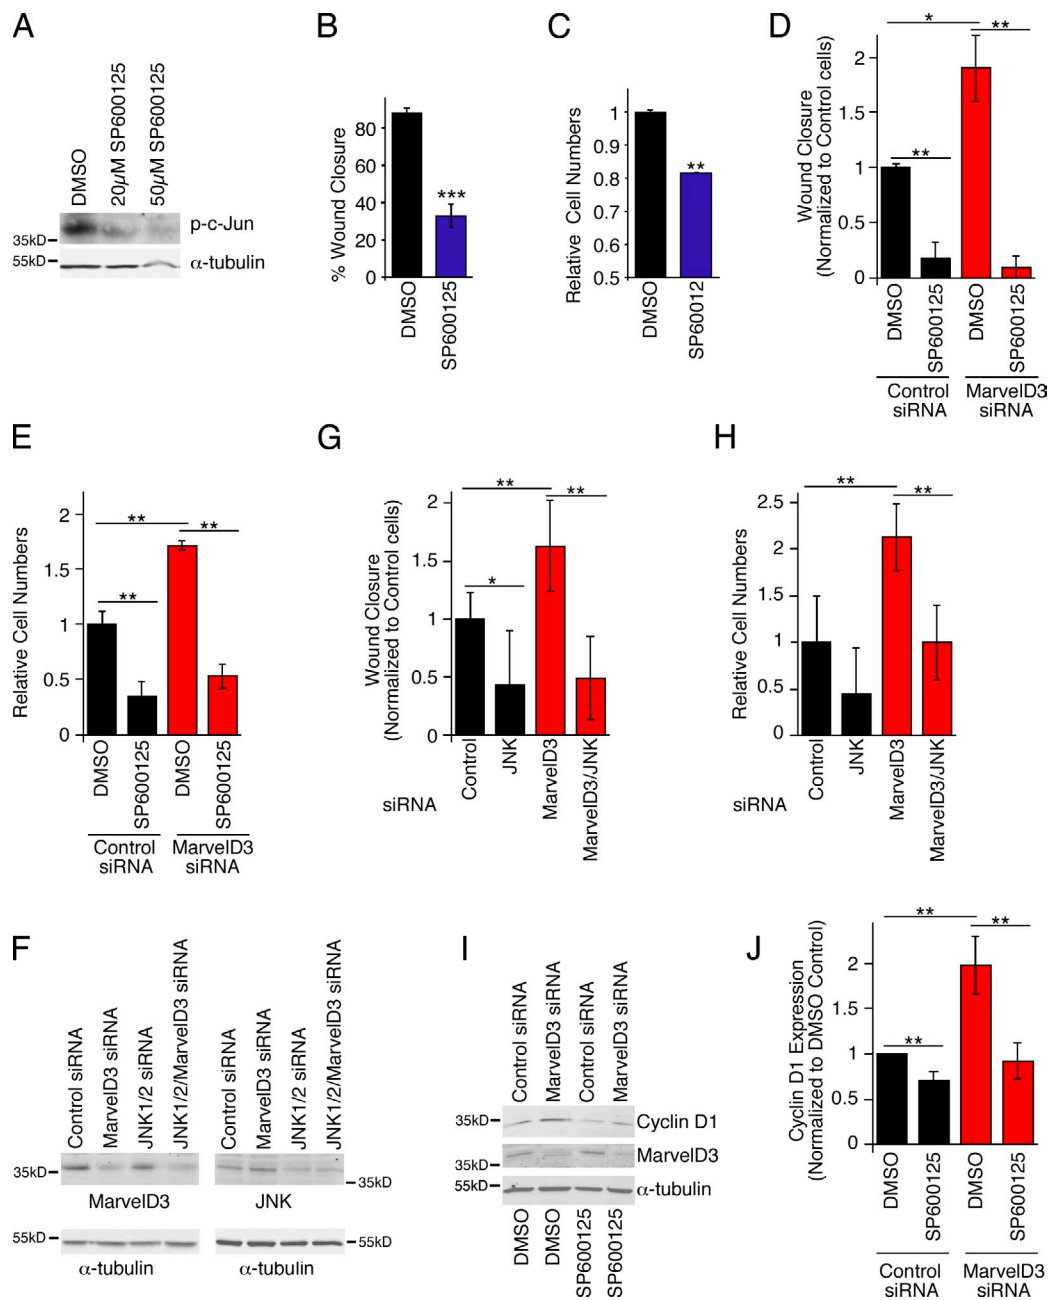 A
DMSO
20µM SP600125
50µM SP600125
p-c-Jun
35kD
55kD
α-tubulin
B
% Wound Closure
80
60
40
20
0
***
DMSO
SP600125
C
Relative Cell Numbers
1
0.9
0.8
0.7
0.6
0.5
**
DMSO
SP60012
D
Wound Closure
(Normalized to Control cells)
2
1.5
1
0.5
0
*
**
**
DMSO
SP600125
DMSO
SP600125
Control
siRNA
MarvelD3
siRNA
E
Relative Cell Numbers
2
1.5
1
0.5
0
**
**
**
DMSO
SP600125
DMSO
SP600125
Control
siRNA
MarvelD3
siRNA
G
Wound Closure
(Normalized to Control cells)
2
1.5
1
0.5
0
**
**
*
siRNA
Control
JNK
MarvelD3
MarvelD3/JNK
H
Relative Cell Numbers
2.5
2
1.5
1
0.5
0
**
**
siRNA
Control
JNK
MarvelD3
MarvelD3/JNK
F
Control siRNA
MarvelD3 siRNA
JNK1/2 siRNA
JNK1/2/MarvelD3 siRNA
Control siRNA
MarvelD3 siRNA
JNK1/2 siRNA
JNK1/2/MarvelD3 siRNA
35kD
35kD
MarvelD3
JNK
55kD
55kD
α-tubulin
α-tubulin
I
Control siRNA
MarvelD3 siRNA
Control siRNA
MarvelD3 siRNA
35kD
Cyclin D1
35kD
MarvelD3
55kD
α-tubulin
DMSO
DMSO
SP600125
SP600125
J
Cyclin D1 Expression
(Normalized to DMSO Control)
2
1.5
1
0.5
0
**
**
**
DMSO
SP600125
DMSO
SP600125
Control
siRNA
MarvelD3
siRNA